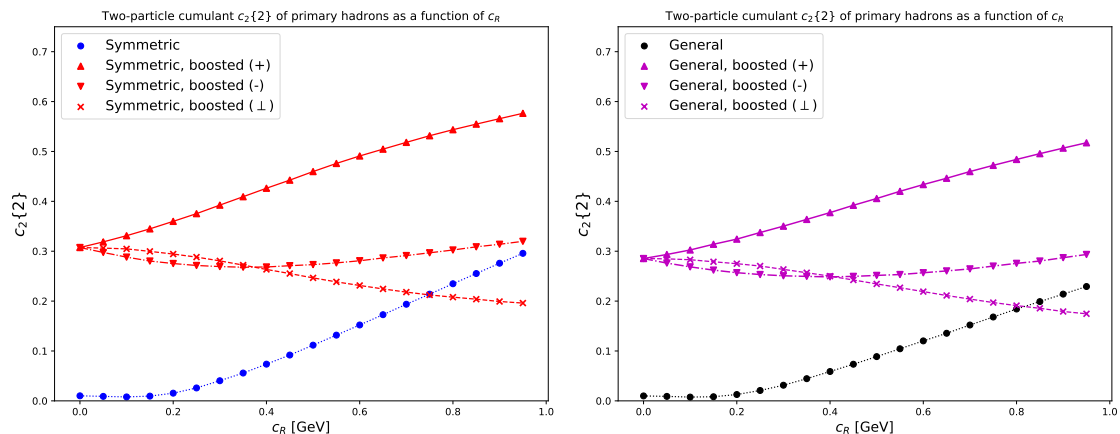 Two-particle cumulant c₂{2} of primary hadrons as a function of c_R
0.7
0.6
0.5
0.4
0.3
0.2
0.1
0.0
c₂{2}
Symmetric
Symmetric, boosted (+)
Symmetric, boosted (-)
Symmetric, boosted (⊥)
0.0 0.2 0.4 0.6 0.8 1.0
c_R [GeV]
Two-particle cumulant c₂{2} of primary hadrons as a function of c_R
0.7
0.6
0.5
0.4
0.3
0.2
0.1
0.0
c₂{2}
General
General, boosted (+)
General, boosted (-)
General, boosted (⊥)
0.0 0.2 0.4 0.6 0.8 1.0
c_R [GeV]